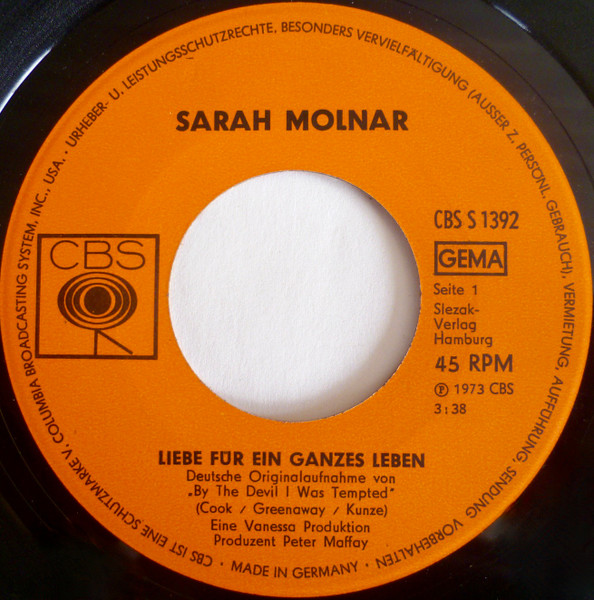 URHEBER- U. LEISTUNGSSCHUTZRECHTE, BESONDERS VERVIELFÄLTIGUNG (AUSSER Z. PERSÖNL. GEBRAUCH), VERMIETUNG, AUFFÜHRUNG, SENDUNG VORBEHALTEN
SARAH MOLNAR
CBS
CBS S 1392
GEMA
Seite 1
Slezak-
Verlag
Hamburg
45 RPM
Ⓟ 1973 CBS
3:38
LIEBE FÜR EIN GANZES LEBEN
Deutsche Originalaufnahme von
„By The Devil I Was Tempted"
(Cook / Greenaway / Kunze)
Eine Vanessa Produktion
Produzent Peter Maffay
CBS IST EINE SCHUTZMARKE V. COLUMBIA BROADCASTING SYSTEM, INC., USA. ·
· MADE IN GERMANY ·